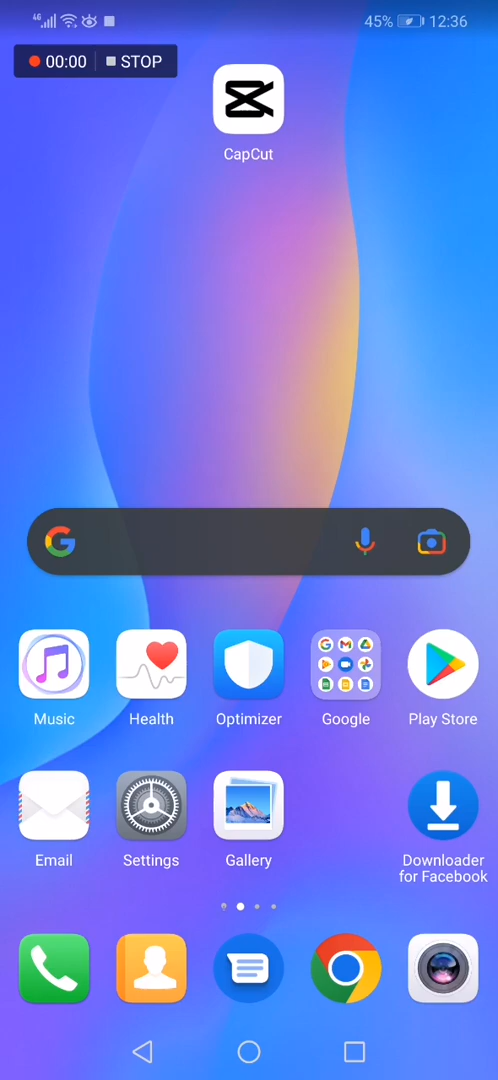 4G
45%
12:36
00:00
STOP
CapCut
Music
Health
Optimizer
Google
Play Store
Email
Settings
Gallery
Downloader
for Facebook